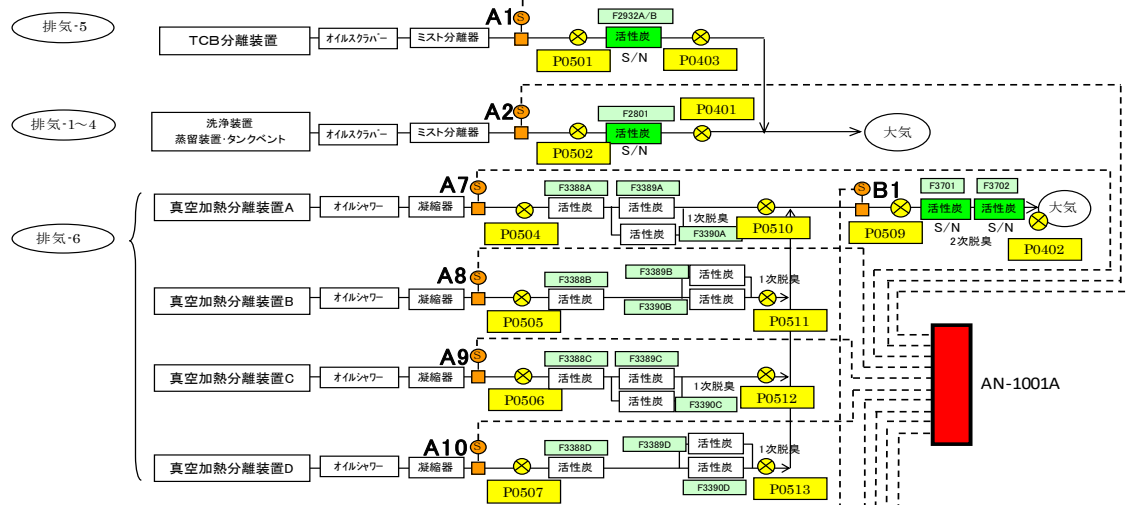 排気-5
TCB分離装置
オイルスクラバー
ミスト分離器
A1
S
P0501
F2932A/B
活性炭
S/N
P0403
排気-1~4
洗浄装置
蒸留装置・タンクベント
オイルスクラバー
ミスト分離器
A2
S
P0502
F2801
活性炭
S/N
P0401
大気
排気-6
真空加熱分離装置A
オイルシャワー
凝縮器
A7
S
P0504
F3388A
活性炭
F3389A
活性炭
活性炭
1次脱臭
F3390A
P0510
S
B1
P0509
F3701
活性炭
S/N
F3702
活性炭
S/N
2次脱臭
大気
P0402
真空加熱分離装置B
オイルシャワー
凝縮器
A8
S
P0505
F3388B
活性炭
F3389B
活性炭
活性炭
F3390B
1次脱臭
P0511
真空加熱分離装置C
オイルシャワー
凝縮器
A9
S
P0506
F3388C
活性炭
F3389C
活性炭
活性炭
1次脱臭
F3390C
P0512
AN-1001A
真空加熱分離装置D
オイルシャワー
凝縮器
A10
S
P0507
F3388D
活性炭
F3389D
活性炭
活性炭
F3390D
1次脱臭
P0513